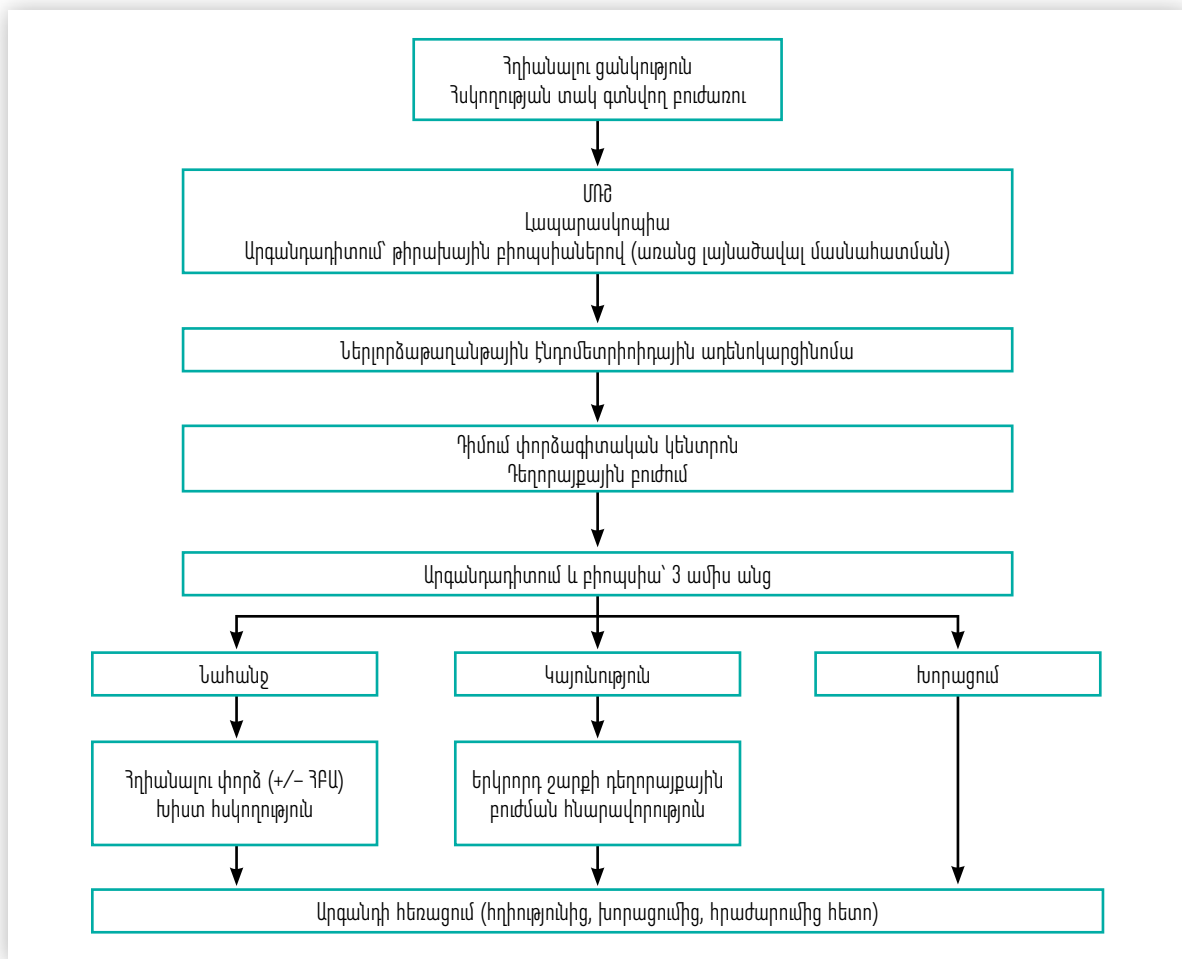 Հղիանալու ցանկություն
Հսկողության տակ գտնվող բուժառու
ՄՌՇ
Լապարասկոպիա
Արգանդադիտում՝ թիրախային բիոպսիաներով (առանց լայնածավալ մասնահատման)
Ներլորձաթաղանթային էնդոմետրիոիդային ադենոկարցինոմա
Դիմում փորձագիտական կենտրոն
Դեղորայքային բուժում
Արգանդադիտում և բիոպսիա՝ 3 ամիս անց
Նահանջ
Կայունություն
Խորացում
Հղիանալու փորձ (+/– ՀԲԱ)
Խիստ հսկողություն
Երկրորդ շարքի դեղորայքային
բուժման հնարավորություն
Արգանդի հեռացում (հղիությունից, խորացումից, հրաժարումից հետո)